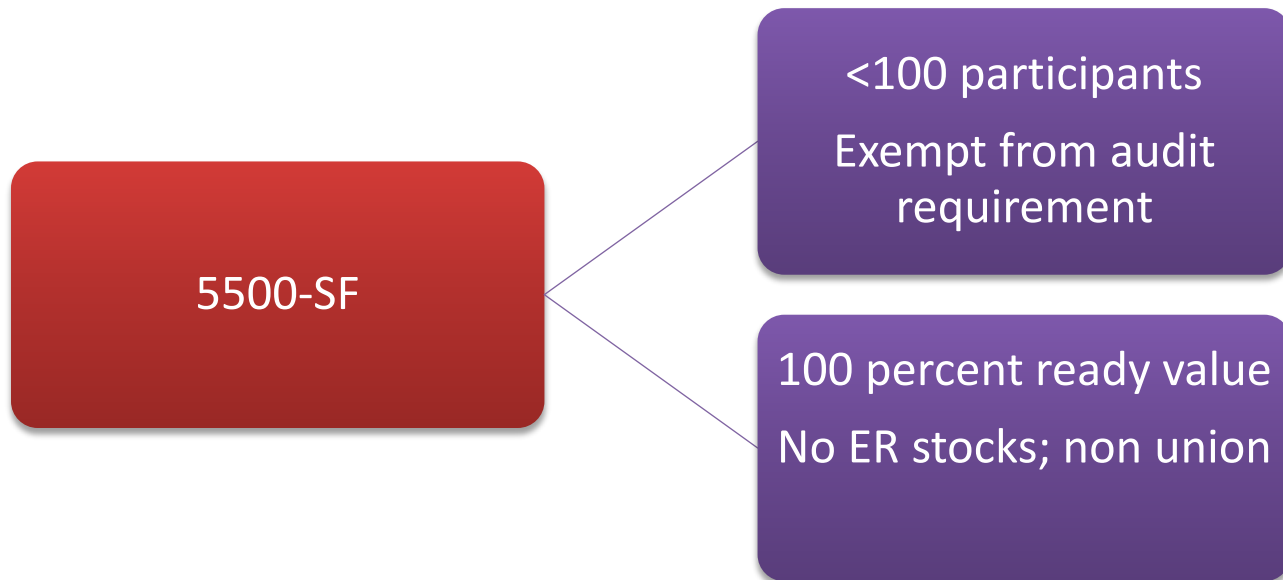 5500-SF
<100 participants
Exempt from audit
requirement
100 percent ready value
No ER stocks; non union